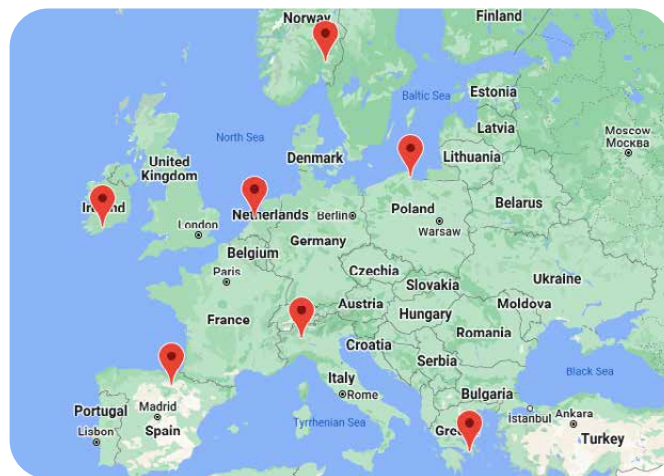 Norway
Finland
Estonia
Baltic Sea
Latvia
North Sea
Moscow
МОСКВА
Denmark
Lithuania
United
Kingdom
Belarus
Netherlands
Berlin
Poland
London
Warsaw
Germany
Belgium
Paris
Czechia
Ukraine
Slovakia
Austria
Moldova
France
Hungary
Romania
Croatia
Serbia
Italy
Rome
Black Sea
Bulgaria
Portugal
Madrid
Tyrrhenian Sea
Istanbul
Ankara
Lisbon
Spain
Turkey